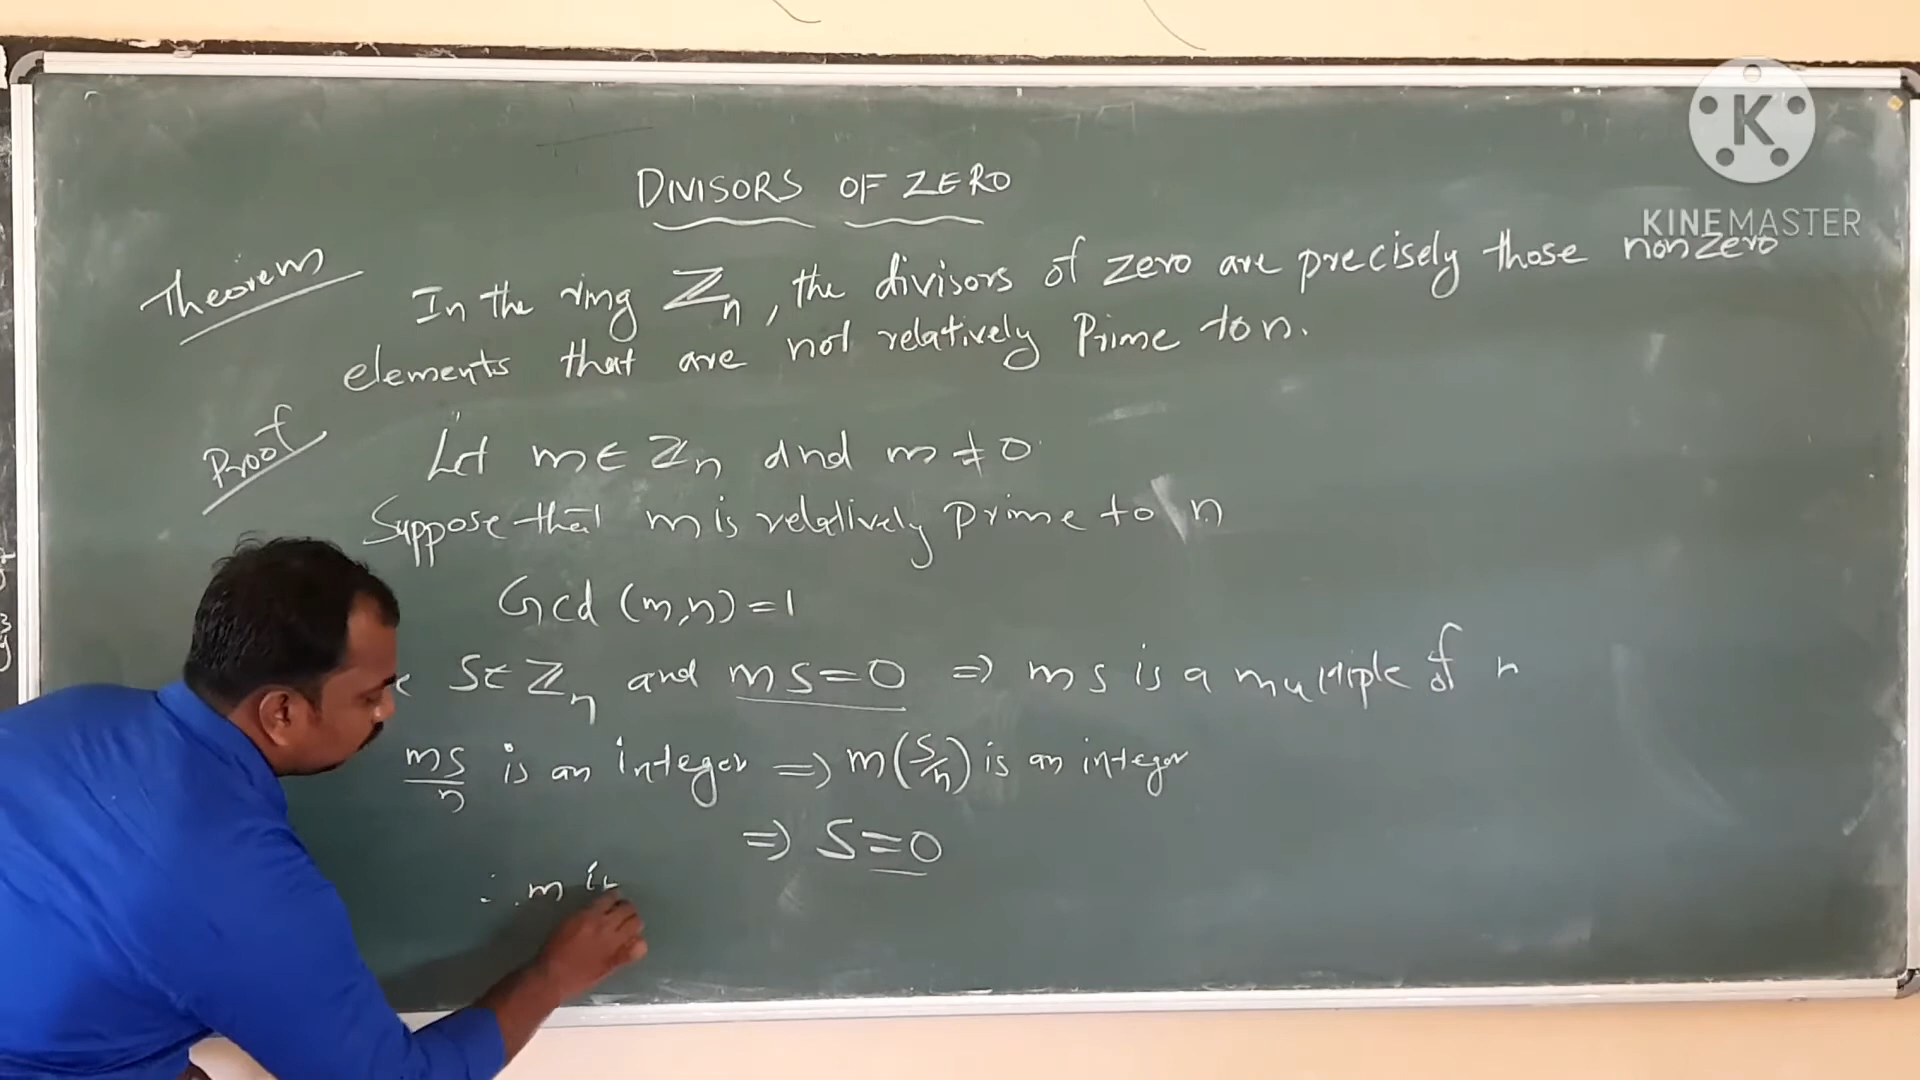 K
KINEMASTER
DIVISORS OF ZERO
Theorem
In the ring Zn, the divisors of zero are precisely those nonzero
elements that are not relatively Prime to n.
Proof
Let m ∈ Zn and m ≠ 0
Suppose that m is relatively prime to n
Gcd (m,n) = 1
S ∈ Zn and ms = 0 ⇒ ms is a multiple of n
ms/n is an integer ⇒ m(s/n) is an integer
⇒ S = 0
∴ m is